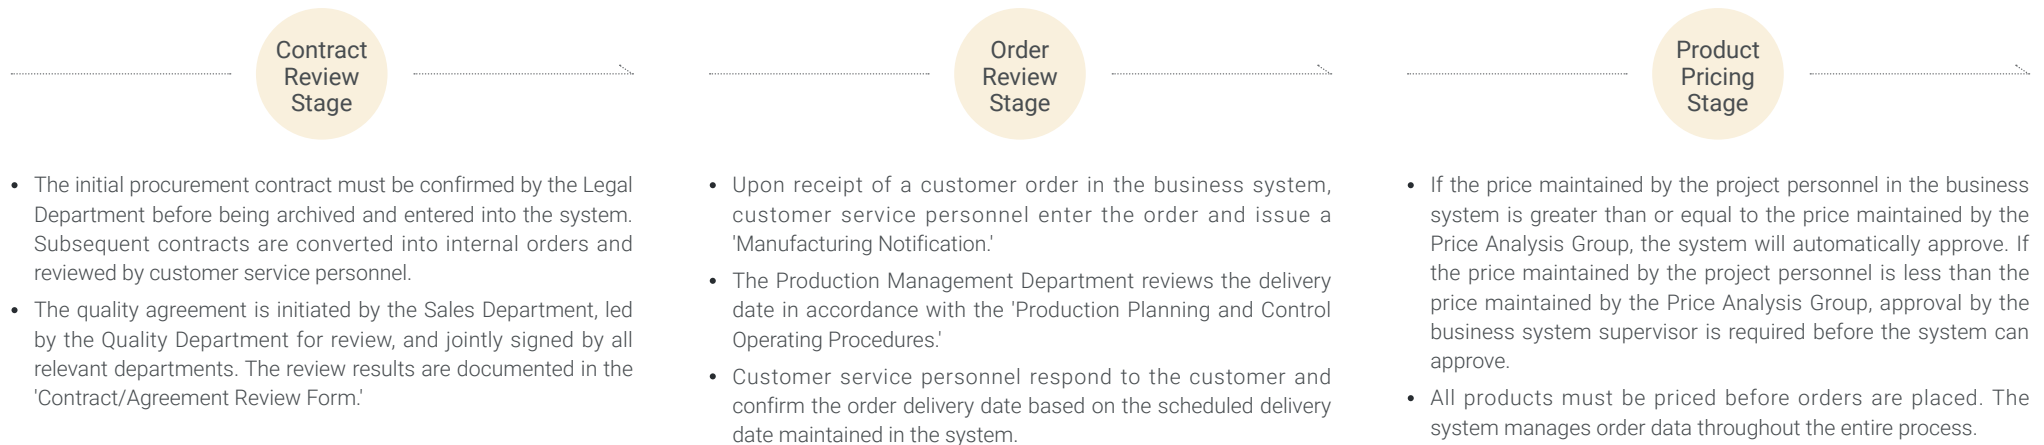 Contract
Review
Stage
• The initial procurement contract must be confirmed by the Legal
Department before being archived and entered into the system.
Subsequent contracts are converted into internal orders and
reviewed by customer service personnel.
• The quality agreement is initiated by the Sales Department, led
by the Quality Department for review, and jointly signed by all
relevant departments. The review results are documented in the
'Contract/Agreement Review Form.'
Order
Review
Stage
• Upon receipt of a customer order in the business system,
customer service personnel enter the order and issue a
'Manufacturing Notification.'
• The Production Management Department reviews the delivery
date in accordance with the 'Production Planning and Control
Operating Procedures.'
• Customer service personnel respond to the customer and
confirm the order delivery date based on the scheduled delivery
date maintained in the system.
Product
Pricing
Stage
• If the price maintained by the project personnel in the business
system is greater than or equal to the price maintained by the
Price Analysis Group, the system will automatically approve. If
the price maintained by the project personnel is less than the
price maintained by the Price Analysis Group, approval by the
business system supervisor is required before the system can
approve.
• All products must be priced before orders are placed. The
system manages order data throughout the entire process.